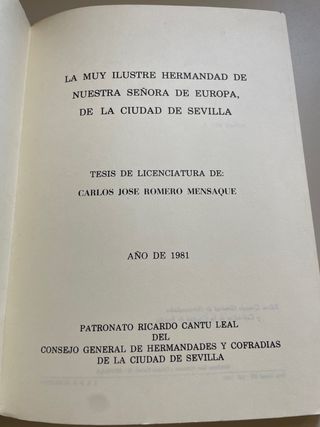 LA MUY ILUSTRE HERMANDAD DE
NUESTRA SEÑORA DE EUROPA,
DE LA CIUDAD DE SEVILLA
TESIS DE LICENCIATURA DE:
CARLOS JOSE ROMERO MENSAQUE
AÑO DE 1981
PATRONATO RICARDO CANTU LEAL
DEL
CONSEJO GENERAL DE HERMANDADES Y COFRADIAS
DE LA CIUDAD DE SEVILLA